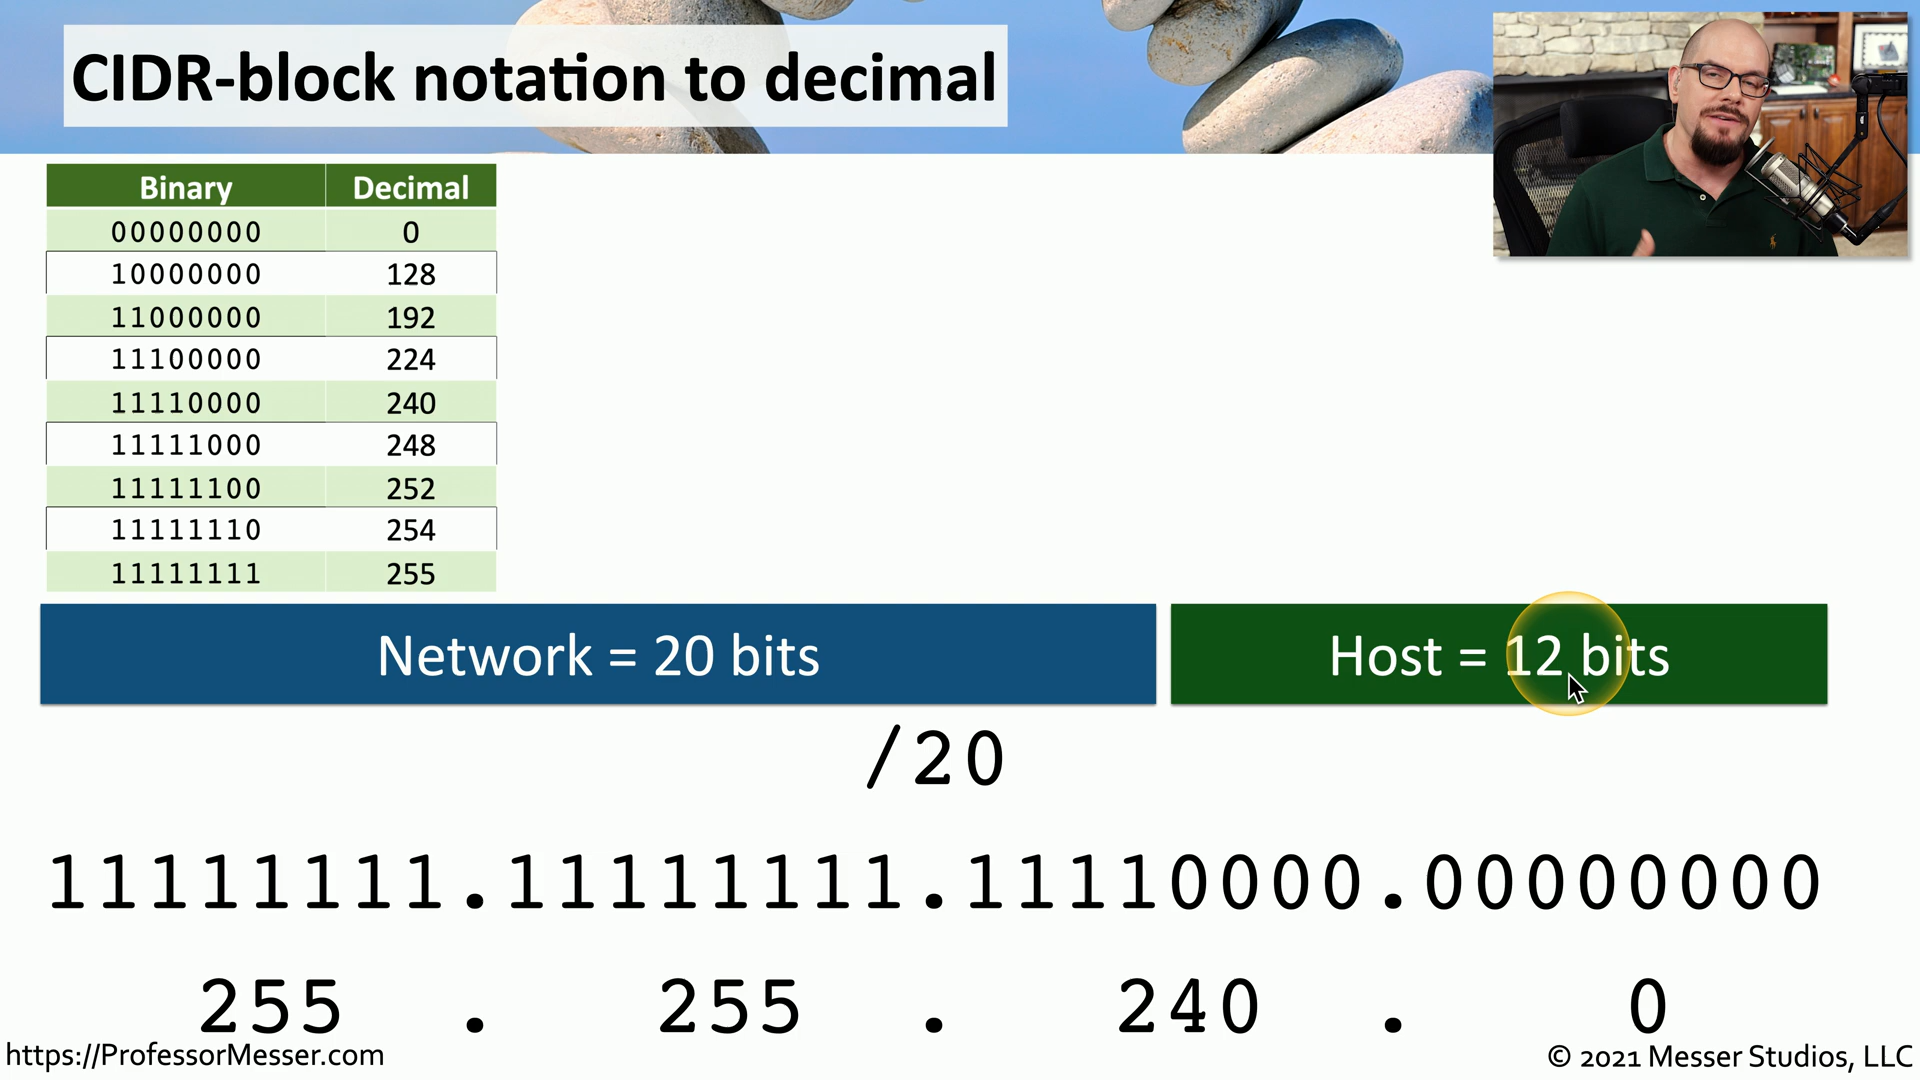 CIDR-block notation to decimal
Binary Decimal
00000000 0
10000000 128
11000000 192
11100000 224
11110000 240
11111000 248
11111100 252
11111110 254
11111111 255
Network = 20 bits Host = 12 bits
/20
11111111.11111111.11110000.00000000
255 . 255 . 240 . 0
https://ProfessorMesser.com © 2021 Messer Studios, LLC